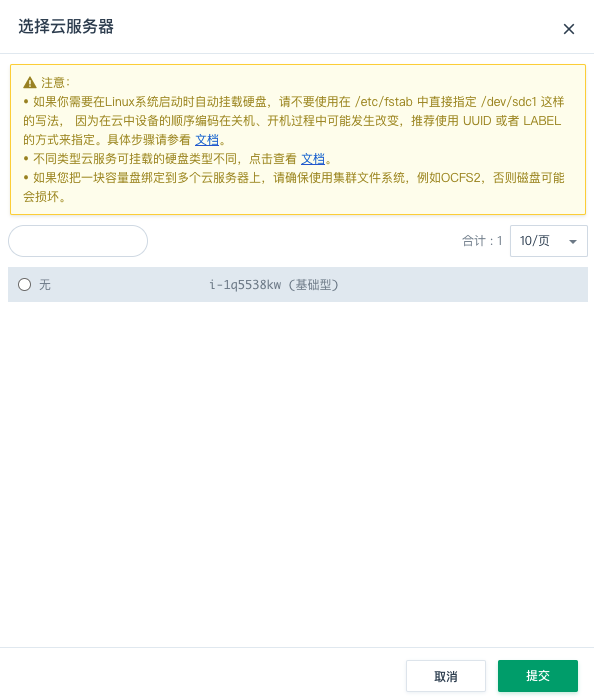 选择云服务器
注意：
• 如果你需要在Linux系统启动时自动挂载硬盘，请不要使用在 /etc/fstab 中直接指定 /dev/sdc1 这样
的写法， 因为在云中设备的顺序编码在关机、开机过程中可能发生改变，推荐使用 UUID 或者 LABEL
的方式来指定。具体步骤请参看 文档。
• 不同类型云服务可挂载的硬盘类型不同，点击查看 文档。
• 如果您把一块容量盘绑定到多个云服务器上，请确保使用集群文件系统，例如OCFS2，否则磁盘可能
会损坏。
合计 : 1 10/页
无 i-1q5538kw (基础型)
取消 提交